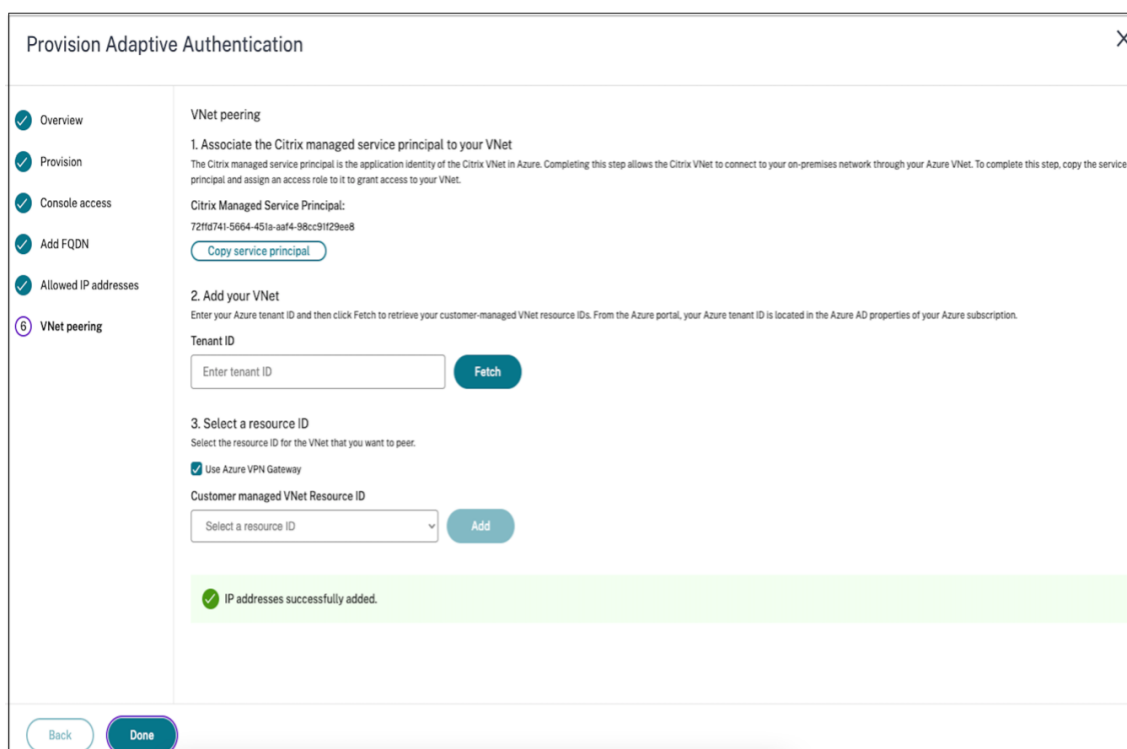 Provision Adaptive Authentication
Overview
Provision
Console access
Add FQDN
Allowed IP addresses
6 VNet peering
VNet peering
1. Associate the Citrix managed service principal to your VNet
The Citrix managed service principal is the application identity of the Citrix VNet in Azure. Completing this step allows the Citrix VNet to connect to your on-premises network through your Azure VNet. To complete this step, copy the service
principal and assign an access role to it to grant access to your VNet.
Citrix Managed Service Principal:
72ffd741-5664-451a-aaf4-98cc91f29ee8
Copy service principal
2. Add your VNet
Enter your Azure tenant ID and then click Fetch to retrieve your customer-managed VNet resource IDs. From the Azure portal, your Azure tenant ID is located in the Azure AD properties of your Azure subscription.
Tenant ID
Enter tenant ID
Fetch
3. Select a resource ID
Select the resource ID for the VNet that you want to peer.
Use Azure VPN Gateway
Customer managed VNet Resource ID
Select a resource ID
Add
IP addresses successfully added.
Back
Done